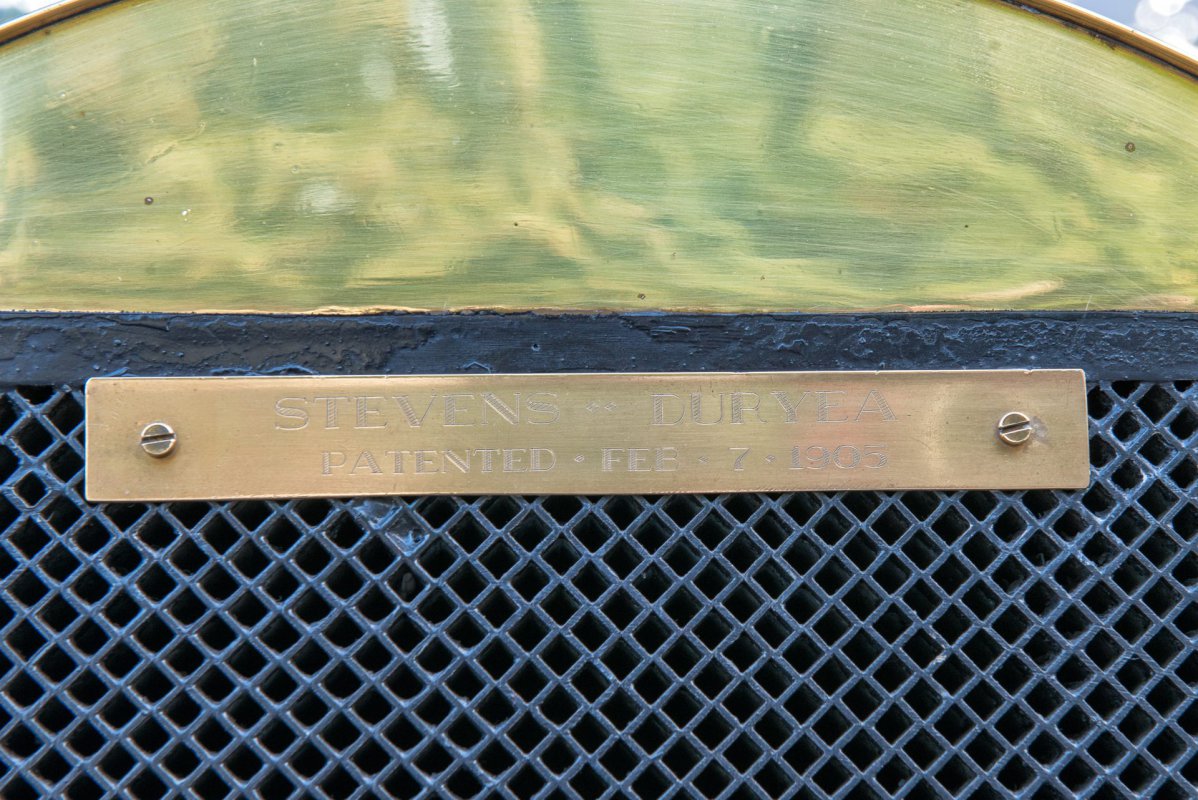 STEVENS -- DURYEA
PATENTED · FEB · 7 · 1905